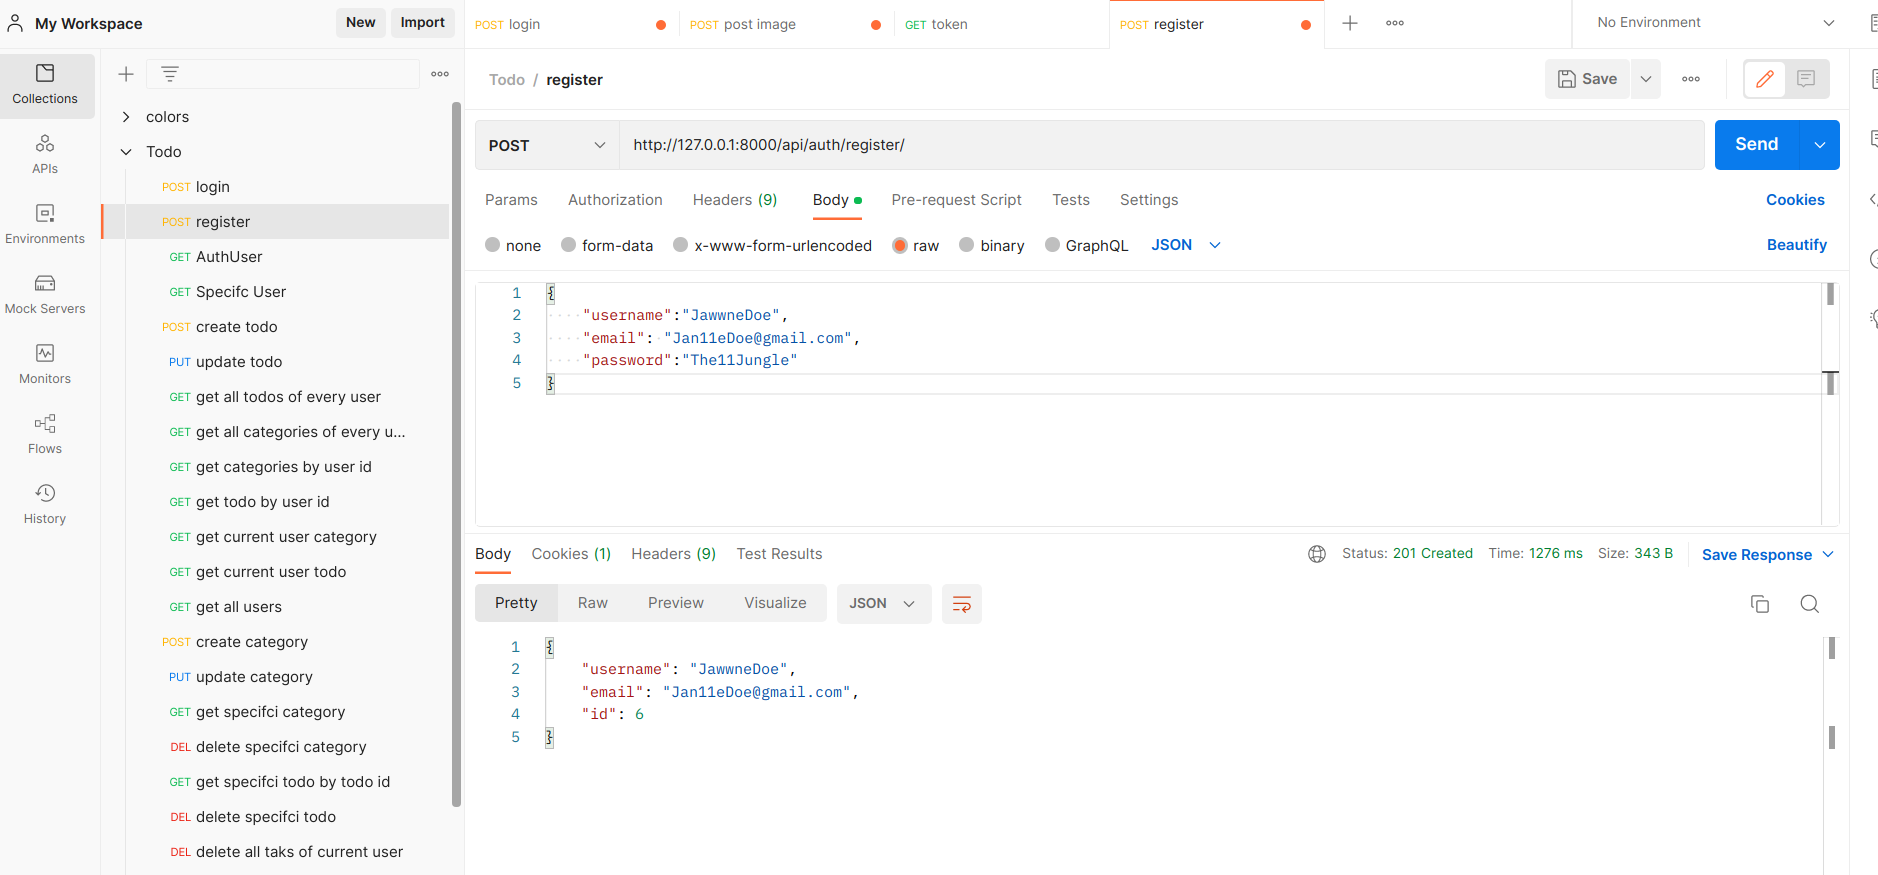 My Workspace
New
Import
POST login
POST post image
GET token
POST register
No Environment
Collections
APIs
Environments
Mock Servers
Monitors
Flows
History
colors
Todo
POST login
POST register
GET AuthUser
GET Specifc User
POST create todo
PUT update todo
GET get all todos of every user
GET get all categories of every u...
GET get categories by user id
GET get todo by user id
GET get current user category
GET get current user todo
GET get all users
POST create category
PUT update category
GET get specifci category
DEL delete specifci category
GET get specifci todo by todo id
DEL delete specifci todo
DEL delete all taks of current user
Todo / register
Save
POST
http://127.0.0.1:8000/api/auth/register/
Send
Params Authorization Headers (9) Body Pre-request Script Tests Settings
Cookies
none form-data x-www-form-urlencoded raw binary GraphQL JSON
Beautify
1 {
2 "username":"JawwneDoe",
3 "email": "Jan11eDoe@gmail.com",
4 "password":"The11Jungle"
5 }
Body Cookies (1) Headers (9) Test Results
Status: 201 Created Time: 1276 ms Size: 343 B
Save Response
Pretty Raw Preview Visualize JSON
1 {
2 "username": "JawwneDoe",
3 "email": "Jan11eDoe@gmail.com",
4 "id": 6
5 }